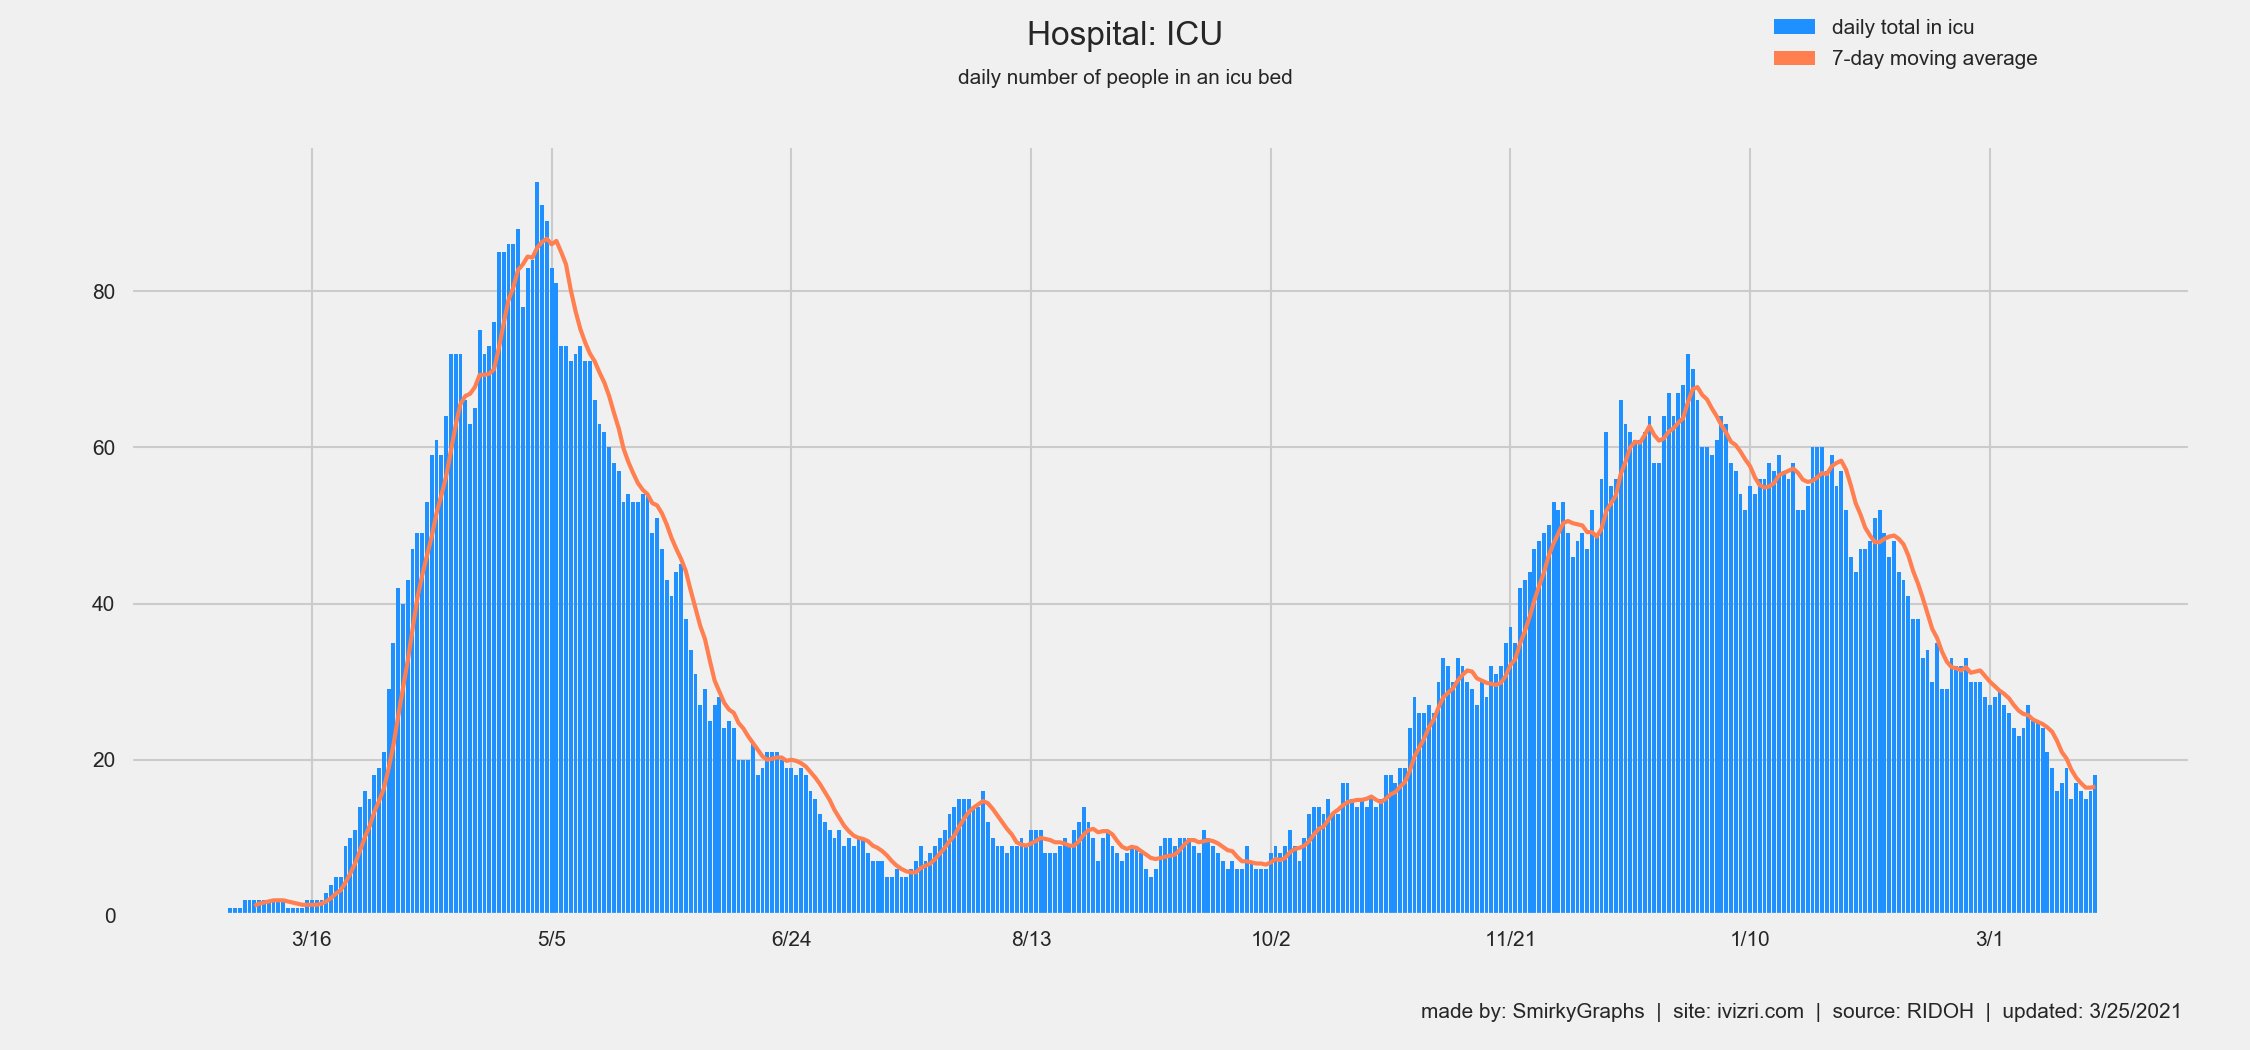 Hospital: ICU
daily number of people in an icu bed
daily total in icu
7-day moving average
80
60
40
20
0
3/16 5/5 6/24 8/13 10/2 11/21 1/10 3/1
made by: SmirkyGraphs | site: ivizri.com | source: RIDOH | updated: 3/25/2021